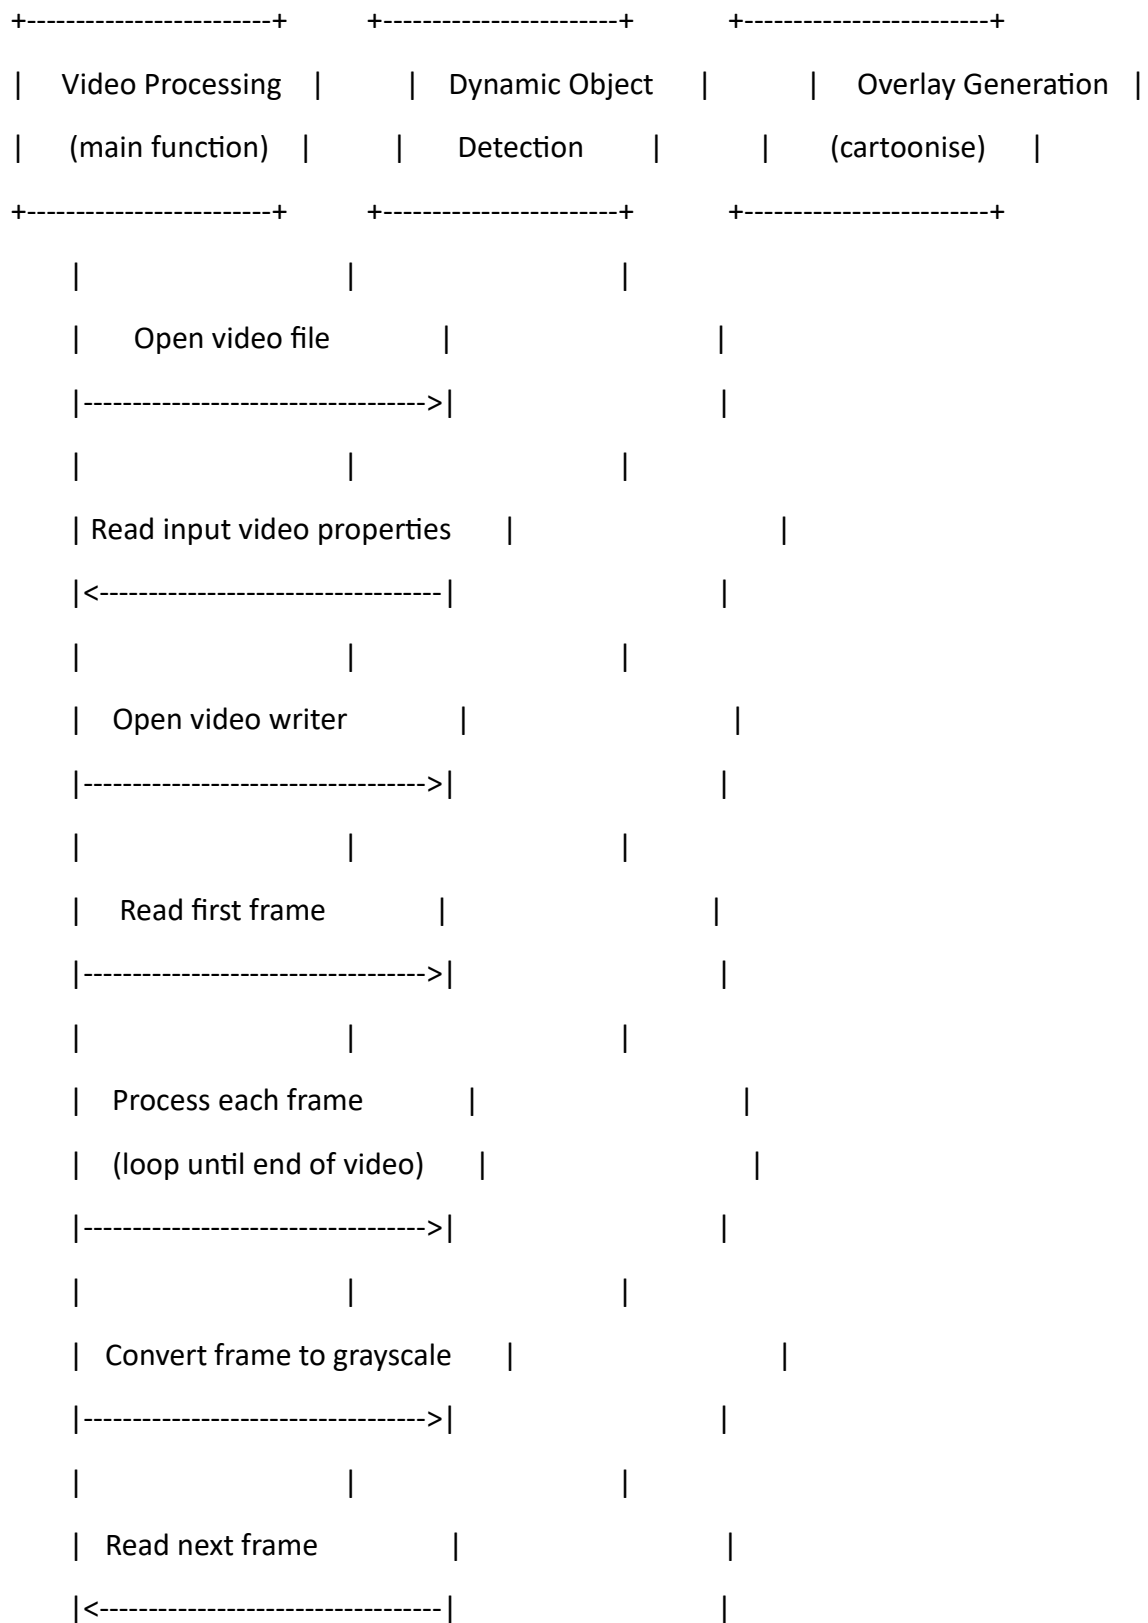 +-------------------------+ +------------------------+ +-------------------------+
| Video Processing | | Dynamic Object | | Overlay Generation |
| (main function) | | Detection | | (cartoonise) |
+-------------------------+ +------------------------+ +-------------------------+
| | |
| Open video file | |
|----------------------------------->| |
| | |
| Read input video properties | |
|<-----------------------------------| |
| | |
| Open video writer | |
|----------------------------------->| |
| | |
| Read first frame | |
|----------------------------------->| |
| | |
| Process each frame | |
| (loop until end of video) | |
|----------------------------------->| |
| | |
| Convert frame to grayscale | |
|----------------------------------->| |
| | |
| Read next frame | |
|<-----------------------------------| |